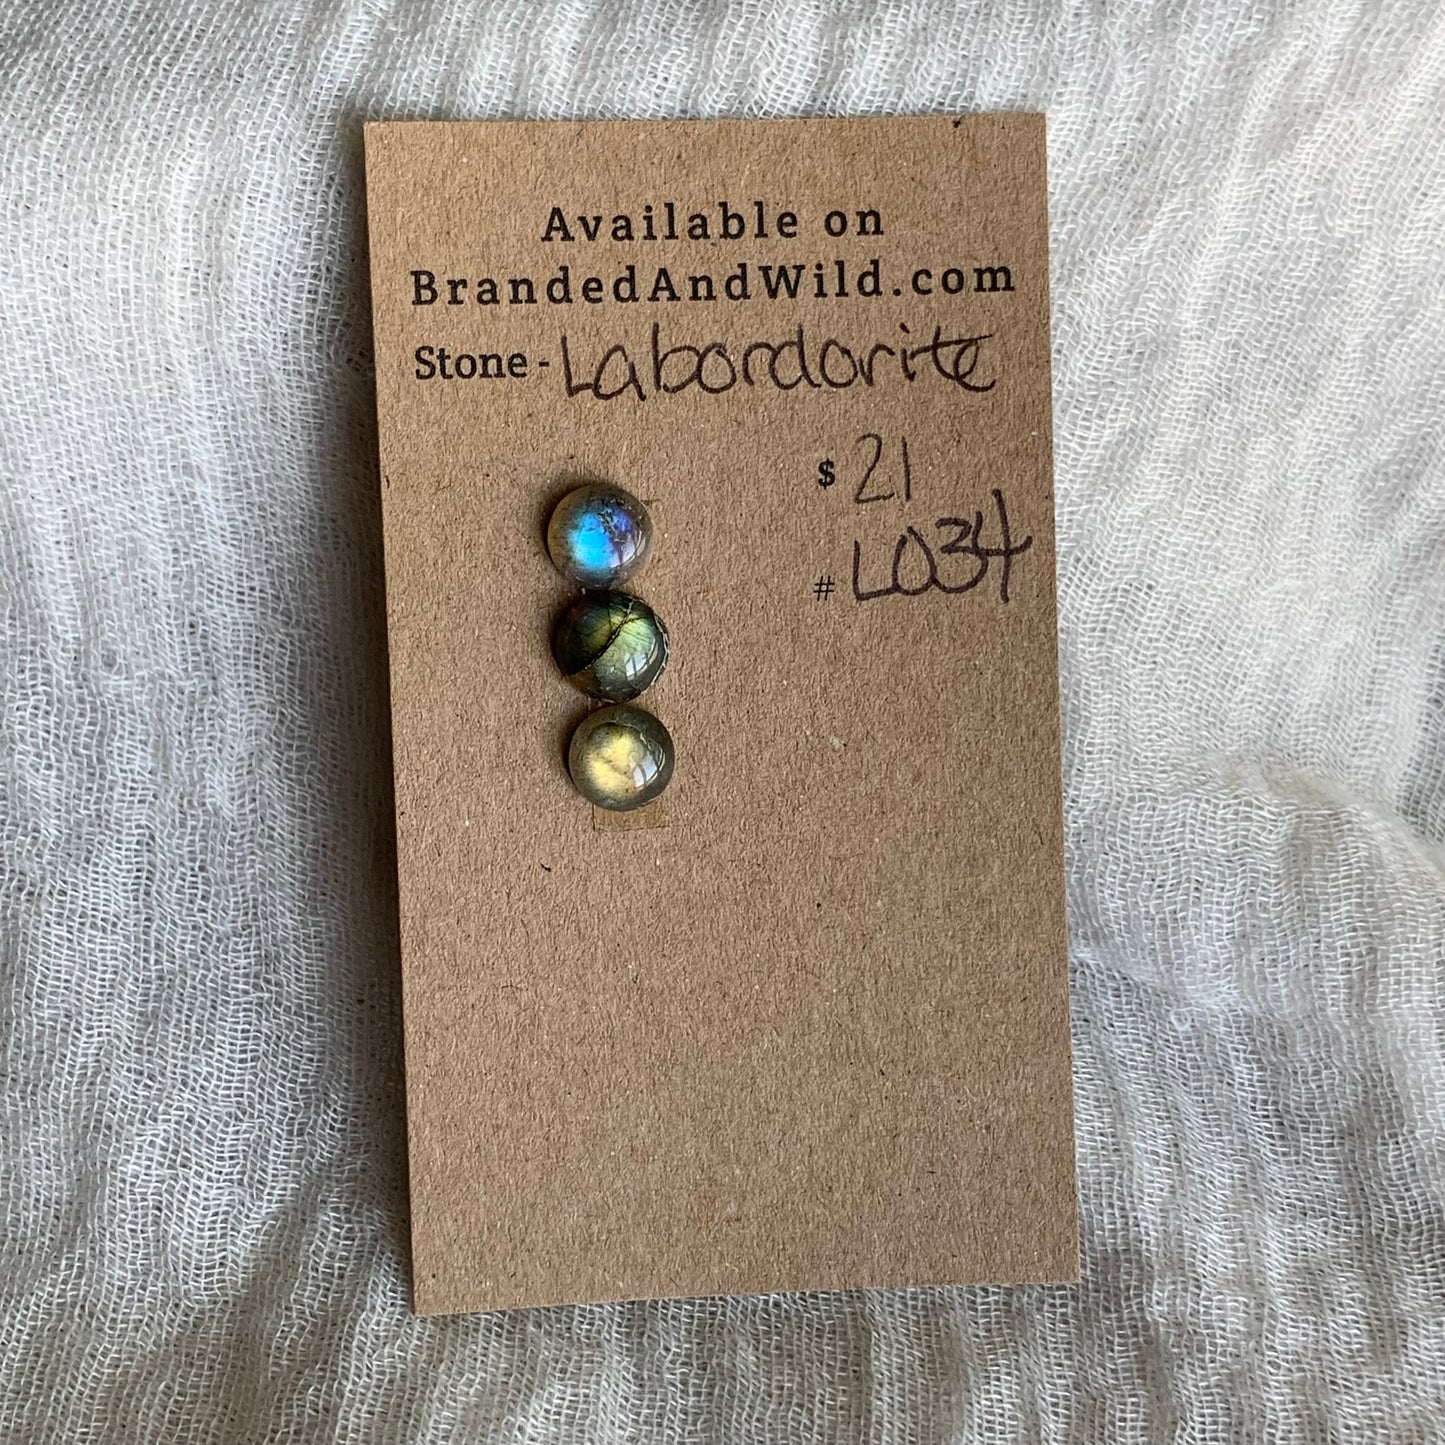 Available on
BrandedAndWild.com
Stone - Labordorite
$ 21
# L034